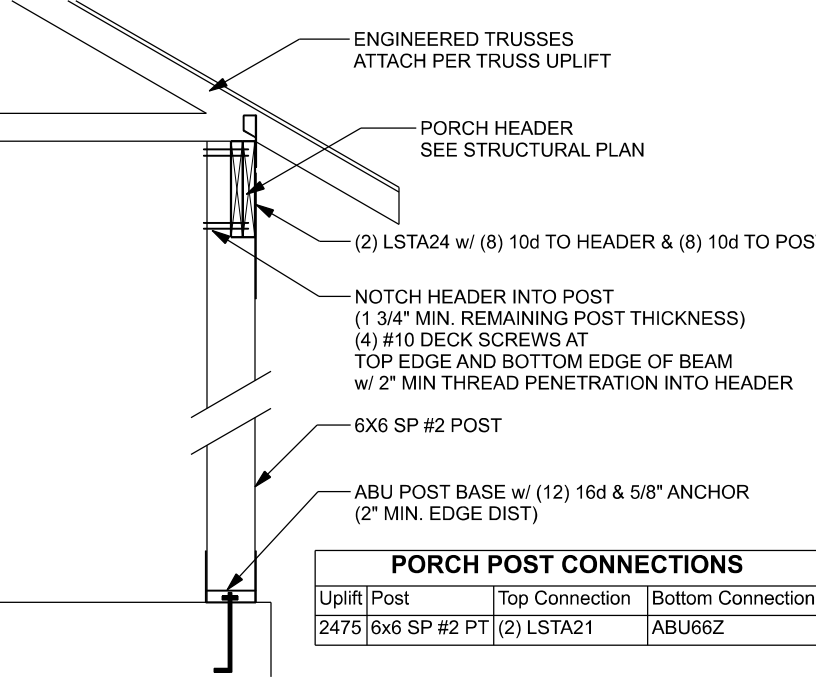 ENGINEERED TRUSSES
ATTACH PER TRUSS UPLIFT
PORCH HEADER
SEE STRUCTURAL PLAN
(2) LSTA24 w/ (8) 10d TO HEADER & (8) 10d TO POS
NOTCH HEADER INTO POST
(1 3/4" MIN. REMAINING POST THICKNESS)
(4) #10 DECK SCREWS AT
TOP EDGE AND BOTTOM EDGE OF BEAM
w/ 2" MIN THREAD PENETRATION INTO HEADER
6X6 SP #2 POST
ABU POST BASE w/ (12) 16d & 5/8" ANCHOR
(2" MIN. EDGE DIST)
PORCH POST CONNECTIONS
Uplift Post Top Connection Bottom Connection
2475 6x6 SP #2 PT (2) LSTA21 ABU66Z